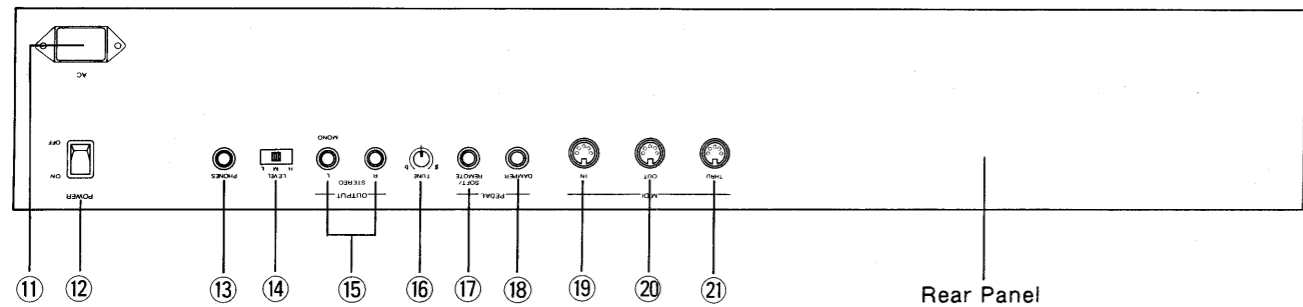 AC
OFF
ON
POWER
PHONES
H M L
LEVEL
MONO
L
R
STEREO
OUTPUT
b
#
TUNE
SOFT/
REMOTE
DAMPER
PEDAL
IN
OUT
THRU
MIDI
⑪ ⑫ ⑬ ⑭ ⑮ ⑯ ⑰ ⑱ ⑲ ⑳ ㉑
Rear Panel